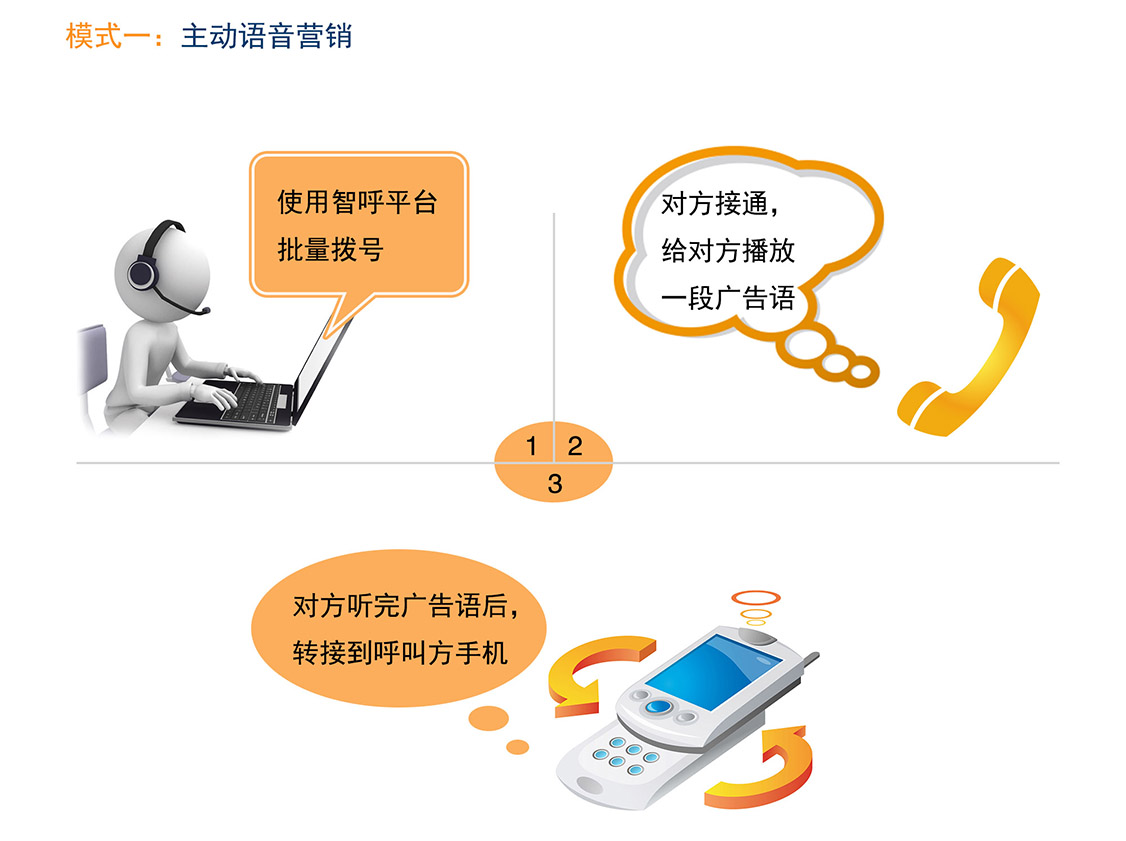 模式一：主动语音营销
使用智呼平台
批量拨号
对方接通，
给对方播放
一段广告语
1
2
3
对方听完广告语后，
转接到呼叫方手机